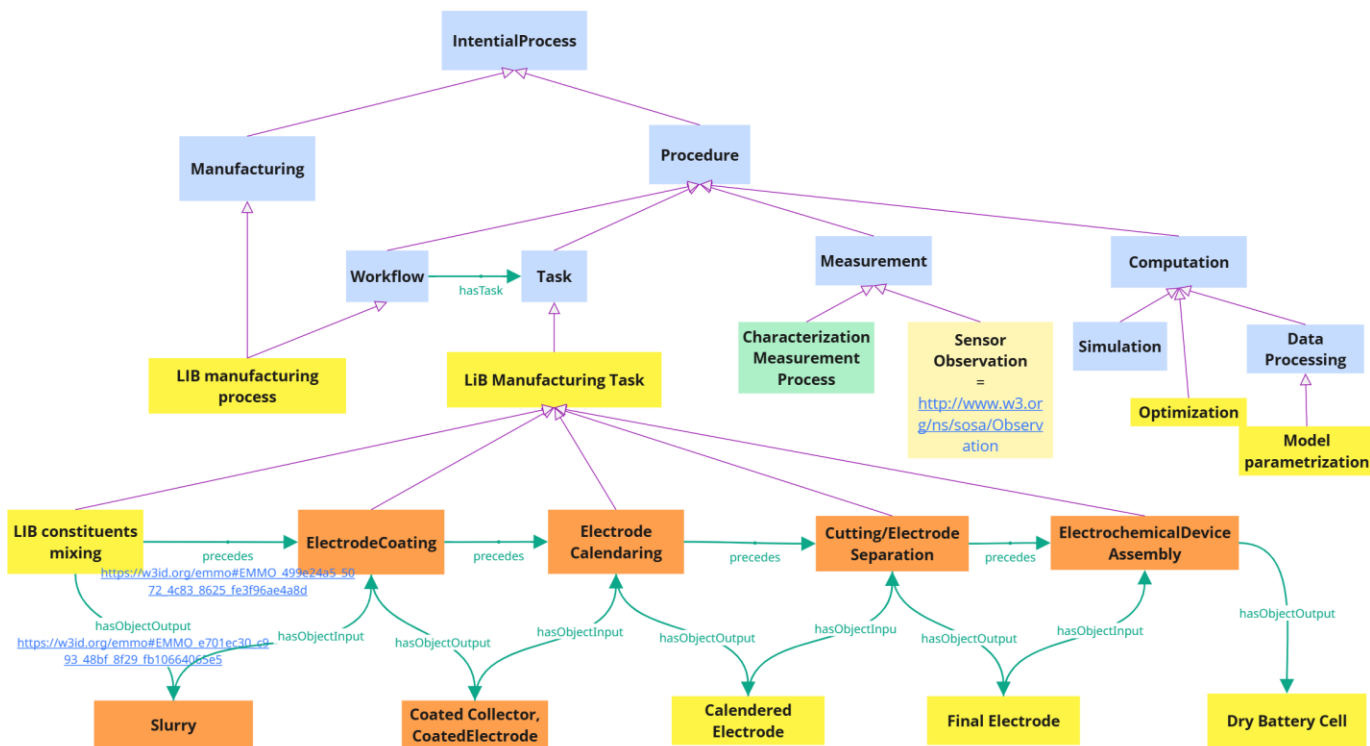 IntentialProcess
Manufacturing
Procedure
Workflow
hasTask
Task
Measurement
Computation
LIB manufacturing
process
LiB Manufacturing Task
Characterization
Measurement
Process
Sensor
Observation
=
http://www.w3.or
g/ns/sosa/Observ
ation
Simulation
Data
Processing
Optimization
Model
parametrization
LIB constituents
mixing
precedes
ElectrodeCoating
precedes
Electrode
Calendaring
precedes
Cutting/Electrode
Separation
precedes
ElectrochemicalDevice
Assembly
https://w3id.org/emmo#EMMO_499e24a5_50
72_4c83_8625_fe3f96ae4a8d
hasObjectOutput
https://w3id.org/emmo#EMMO_e701ec30_c9
93_48bf_8f29_fb10664065e5
hasObjectInput
hasObjectOutput
hasObjectInput
hasObjectOutput
hasObjectInpu
hasObjectOutput
hasObjectInput
hasObjectOutput
Slurry
Coated Collector,
CoatedElectrode
Calendered
Electrode
Final Electrode
Dry Battery Cell